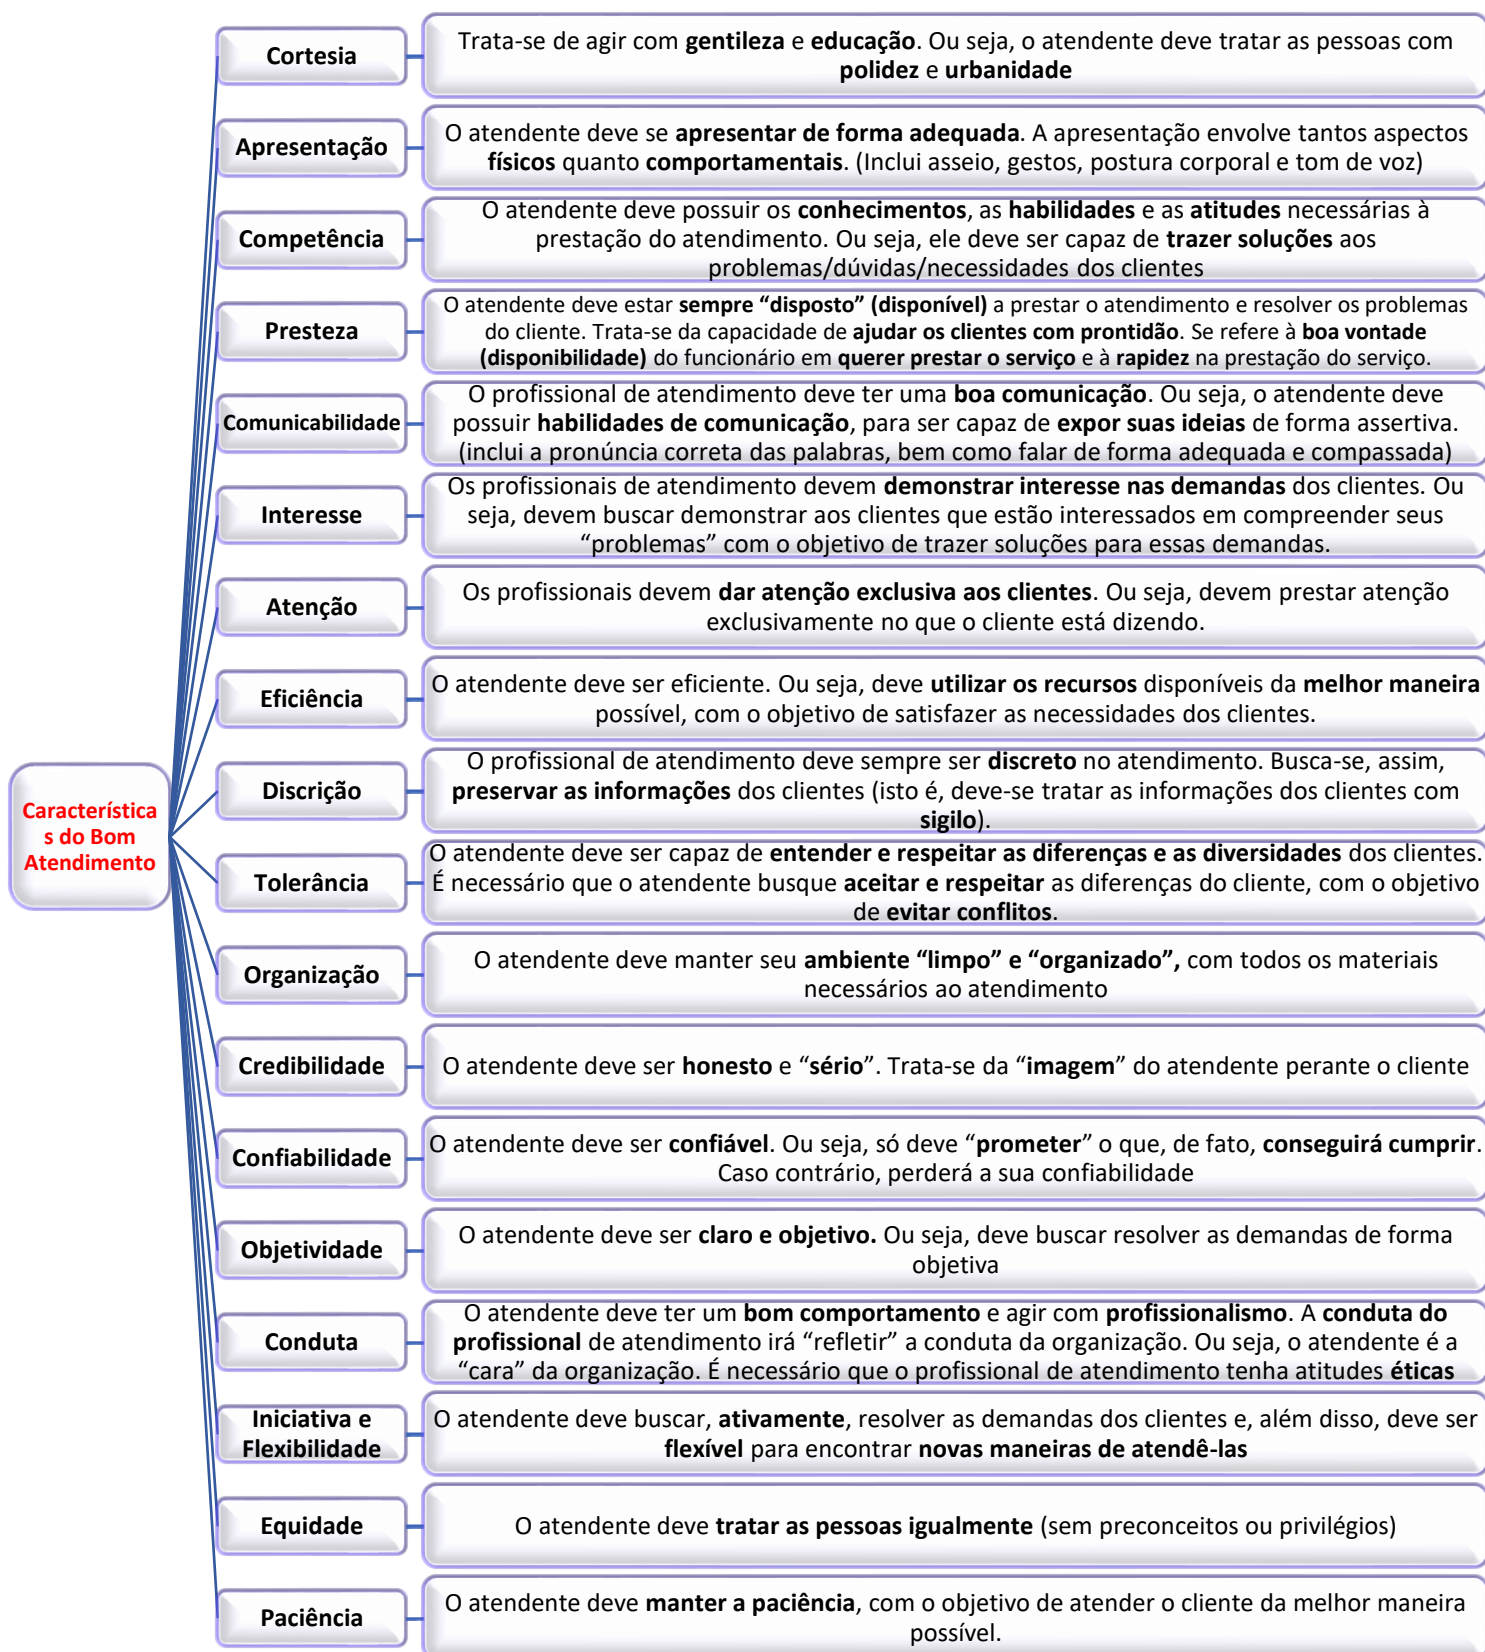 Cortesia
Trata-se de agir com gentileza e educação. Ou seja, o atendente deve tratar as pessoas com
polidez e urbanidade
Apresentação
O atendente deve se apresentar de forma adequada. A apresentação envolve tantos aspectos
físicos quanto comportamentais. (Inclui asseio, gestos, postura corporal e tom de voz)
Competência
O atendente deve possuir os conhecimentos, as habilidades e as atitudes necessárias à
prestação do atendimento. Ou seja, ele deve ser capaz de trazer soluções aos
problemas/dúvidas/necessidades dos clientes
Presteza
O atendente deve estar sempre “disposto” (disponível) a prestar o atendimento e resolver os problemas
do cliente. Trata-se da capacidade de ajudar os clientes com prontidão. Se refere à boa vontade
(disponibilidade) do funcionário em querer prestar o serviço e à rapidez na prestação do serviço.
Comunicabilidade
O profissional de atendimento deve ter uma boa comunicação. Ou seja, o atendente deve
possuir habilidades de comunicação, para ser capaz de expor suas ideias de forma assertiva.
(inclui a pronúncia correta das palavras, bem como falar de forma adequada e compassada)
Interesse
Os profissionais de atendimento devem demonstrar interesse nas demandas dos clientes. Ou
seja, devem buscar demonstrar aos clientes que estão interessados em compreender seus
“problemas” com o objetivo de trazer soluções para essas demandas.
Atenção
Os profissionais devem dar atenção exclusiva aos clientes. Ou seja, devem prestar atenção
exclusivamente no que o cliente está dizendo.
Eficiência
O atendente deve ser eficiente. Ou seja, deve utilizar os recursos disponíveis da melhor maneira
possível, com o objetivo de satisfazer as necessidades dos clientes.
Característica
s do Bom
Atendimento
Discrição
O profissional de atendimento deve sempre ser discreto no atendimento. Busca-se, assim,
preservar as informações dos clientes (isto é, deve-se tratar as informações dos clientes com
sigilo).
Tolerância
O atendente deve ser capaz de entender e respeitar as diferenças e as diversidades dos clientes.
É necessário que o atendente busque aceitar e respeitar as diferenças do cliente, com o objetivo
de evitar conflitos.
Organização
O atendente deve manter seu ambiente “limpo” e “organizado”, com todos os materiais
necessários ao atendimento
Credibilidade
O atendente deve ser honesto e “sério”. Trata-se da “imagem” do atendente perante o cliente
Confiabilidade
O atendente deve ser confiável. Ou seja, só deve “prometer” o que, de fato, conseguirá cumprir.
Caso contrário, perderá a sua confiabilidade
Objetividade
O atendente deve ser claro e objetivo. Ou seja, deve buscar resolver as demandas de forma
objetiva
Conduta
O atendente deve ter um bom comportamento e agir com profissionalismo. A conduta do
profissional de atendimento irá “refletir” a conduta da organização. Ou seja, o atendente é a
“cara” da organização. É necessário que o profissional de atendimento tenha atitudes éticas
Iniciativa e
Flexibilidade
O atendente deve buscar, ativamente, resolver as demandas dos clientes e, além disso, deve ser
flexível para encontrar novas maneiras de atendê-las
Equidade
O atendente deve tratar as pessoas igualmente (sem preconceitos ou privilégios)
Paciência
O atendente deve manter a paciência, com o objetivo de atender o cliente da melhor maneira
possível.